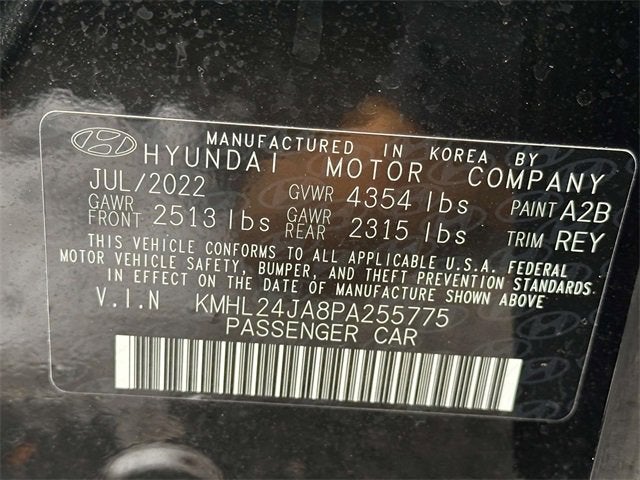 MANUFACTURED IN KOREA BY
HYUNDAI MOTOR COMPANY
JUL/2022 GVWR 4354 lbs PAINT A2B
GAWR FRONT 2513 lbs GAWR REAR 2315 lbs TRIM REY
THIS VEHICLE CONFORMS TO ALL APPLICABLE U.S.A. FEDERAL
MOTOR VEHICLE SAFETY, BUMPER, AND THEFT PREVENTION STANDARDS
IN EFFECT ON THE DATE OF MANUFACTURE SHOWN ABOVE
V.I.N KMHL24JA8PA255775
PASSENGER CAR